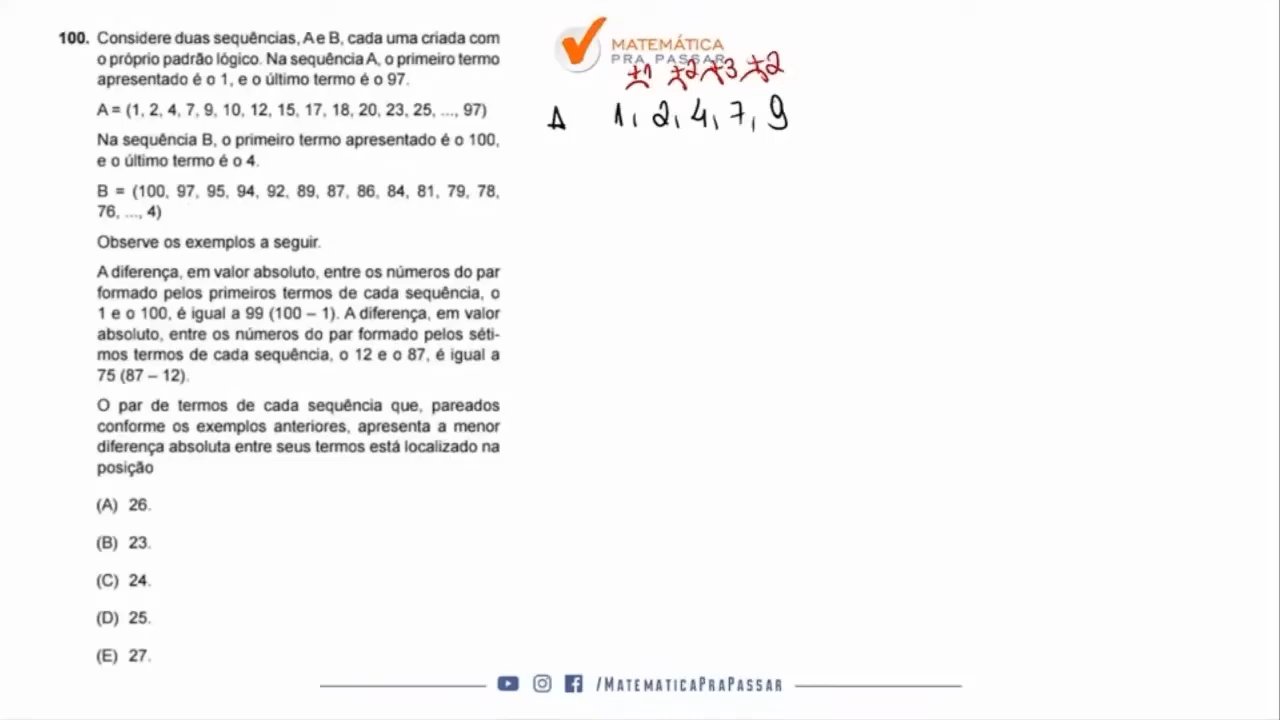 100. Considere duas sequências, A e B, cada uma criada com
o próprio padrão lógico. Na sequência A, o primeiro termo
apresentado é o 1, e o último termo é o 97.
A = (1, 2, 4, 7, 9, 10, 12, 15, 17, 18, 20, 23, 25, ..., 97)
Na sequência B, o primeiro termo apresentado é o 100,
e o último termo é o 4.
B = (100, 97, 95, 94, 92, 89, 87, 86, 84, 81, 79, 78,
76, ..., 4)
Observe os exemplos a seguir.
A diferença, em valor absoluto, entre os números do par
formado pelos primeiros termos de cada sequência, o
1 e o 100, é igual a 99 (100 – 1). A diferença, em valor
absoluto, entre os números do par formado pelos séti-
mos termos de cada sequência, o 12 e o 87, é igual a
75 (87 – 12).
O par de termos de cada sequência que, pareados
conforme os exemplos anteriores, apresenta a menor
diferença absoluta entre seus termos está localizado na
posição
(A) 26.
(B) 23.
(C) 24.
(D) 25.
(E) 27.
MATEMÁTICA
PRA PASSAR
+1 +2 +3 +2
A 1, 2, 4, 7, 9
/MATEMATICAPRAPASSAR